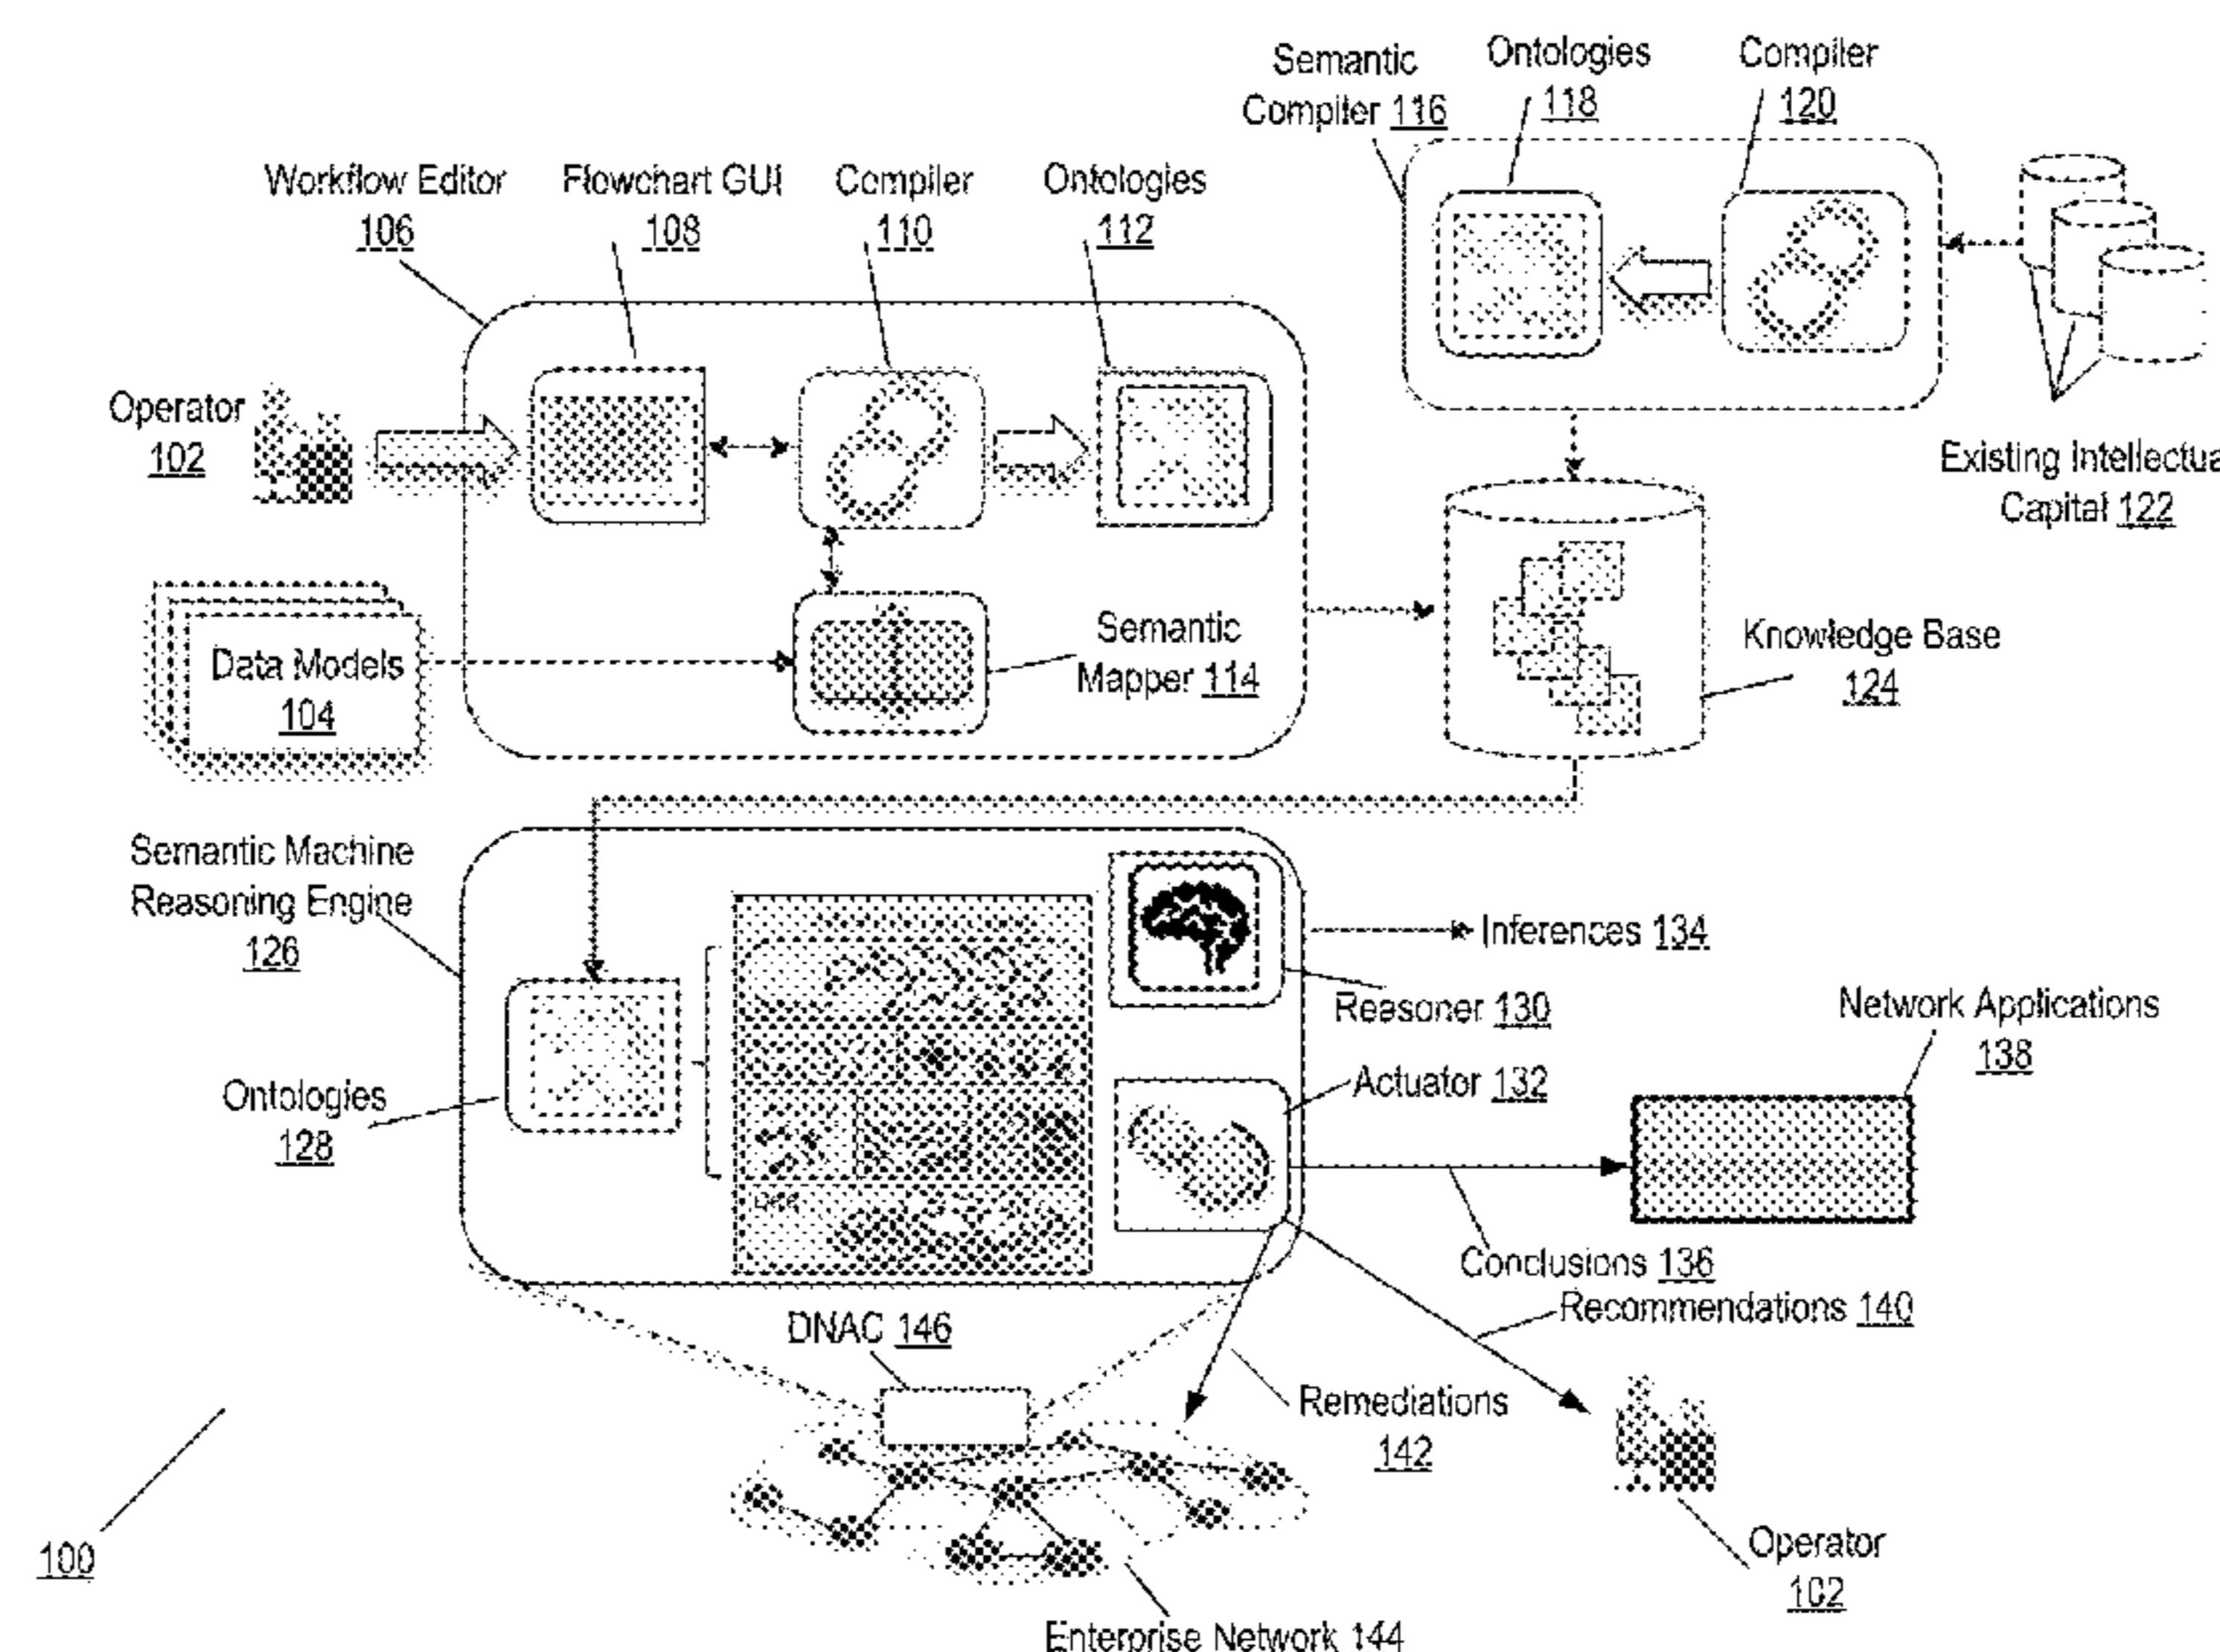 Semantic
Compiler 116
Ontologies
118
Compiler
120
Workflow Editor
106
Flowchart GUI
108
Compiler
110
Ontologies
112
Operator
102
Existing Intellectua
Capital 122
Data Models
104
Semantic
Mapper 114
Knowledge Base
124
Semantic Machine
Reasoning Engine
126
Inferences 134
Reasoner 130
Network Applications
138
Actuator 132
Ontologies
128
Conclusions 136
Recommendations 140
DNAC 146
Remediations
142
100
Operator
102
Enterprise Network 144